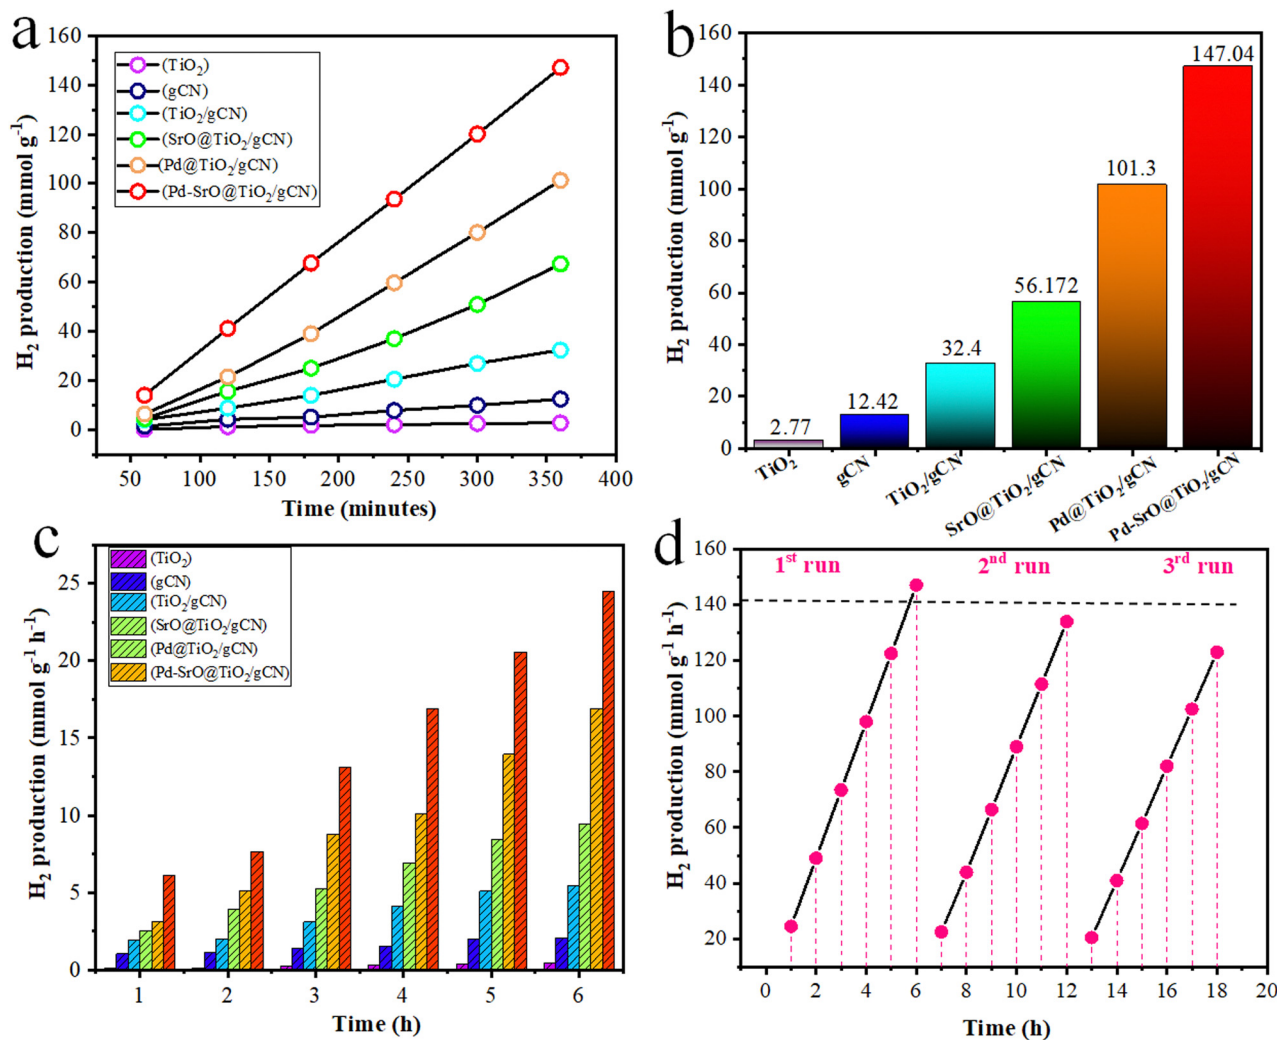 a
H₂ production (mmol g⁻¹)
160
140
120
100
80
60
40
20
0
(TiO₂)
(gCN)
(TiO₂/gCN)
(SrO@TiO₂/gCN)
(Pd@TiO₂/gCN)
(Pd-SrO@TiO₂/gCN)
50 100 150 200 250 300 350 400
Time (minutes)
b
H₂ production (mmol g⁻¹)
160
140
120
100
80
60
40
20
0
2.77
12.42
32.4
56.172
101.3
147.04
TiO₂
gCN
TiO₂/gCN
SrO@TiO₂/gCN
Pd@TiO₂/gCN
Pd-SrO@TiO₂/gCN
c
H₂ production (mmol g⁻¹ h⁻¹)
25
20
15
10
5
0
(TiO₂)
(gCN)
(TiO₂/gCN)
(SrO@TiO₂/gCN)
(Pd@TiO₂/gCN)
(Pd-SrO@TiO₂/gCN)
1 2 3 4 5 6
Time (h)
d
H₂ production (mmol g⁻¹ h⁻¹)
160
140
120
100
80
60
40
20
1ˢᵗ run 2ⁿᵈ run 3ʳᵈ run
0 2 4 6 8 10 12 14 16 18 20
Time (h)